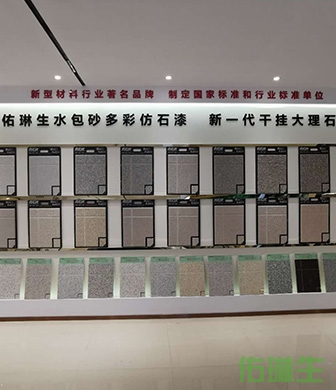 新型材料行业著名品牌 制定国家标准和行业标准单位
佑琳生水包砂多彩仿石漆 新一代干挂大理石
佑琳生